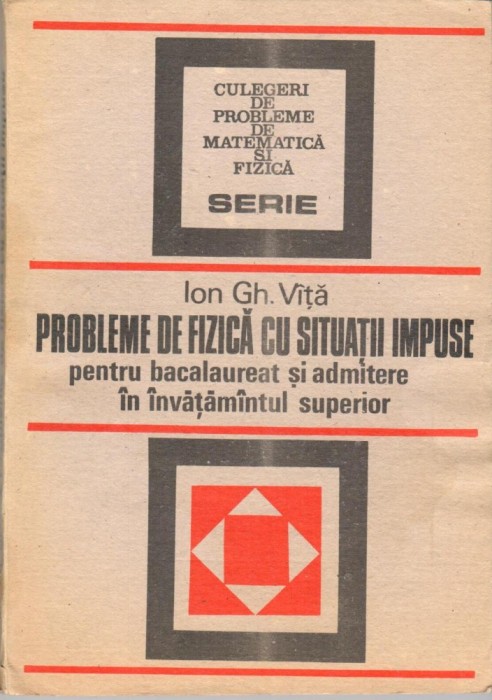 CULEGERI
DE
PROBLEME
DE
MATEMATICĂ
ȘI
FIZICĂ
SERIE
Ion Gh. Vîță
PROBLEME DE FIZICĂ CU SITUAȚII IMPUSE
pentru bacalaureat și admitere
în învățămîntul superior